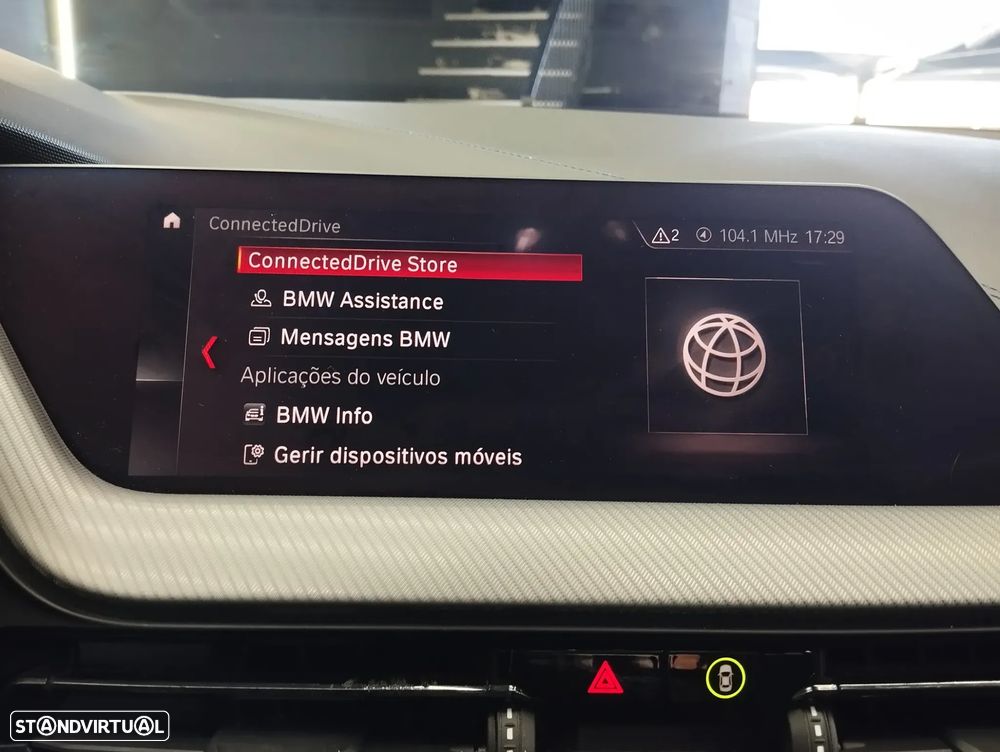 ConnectedDrive
2 104.1 MHz 17:29
ConnectedDrive Store
BMW Assistance
Mensagens BMW
Aplicações do veículo
BMW Info
Gerir dispositivos móveis
STANDVIRTUAL